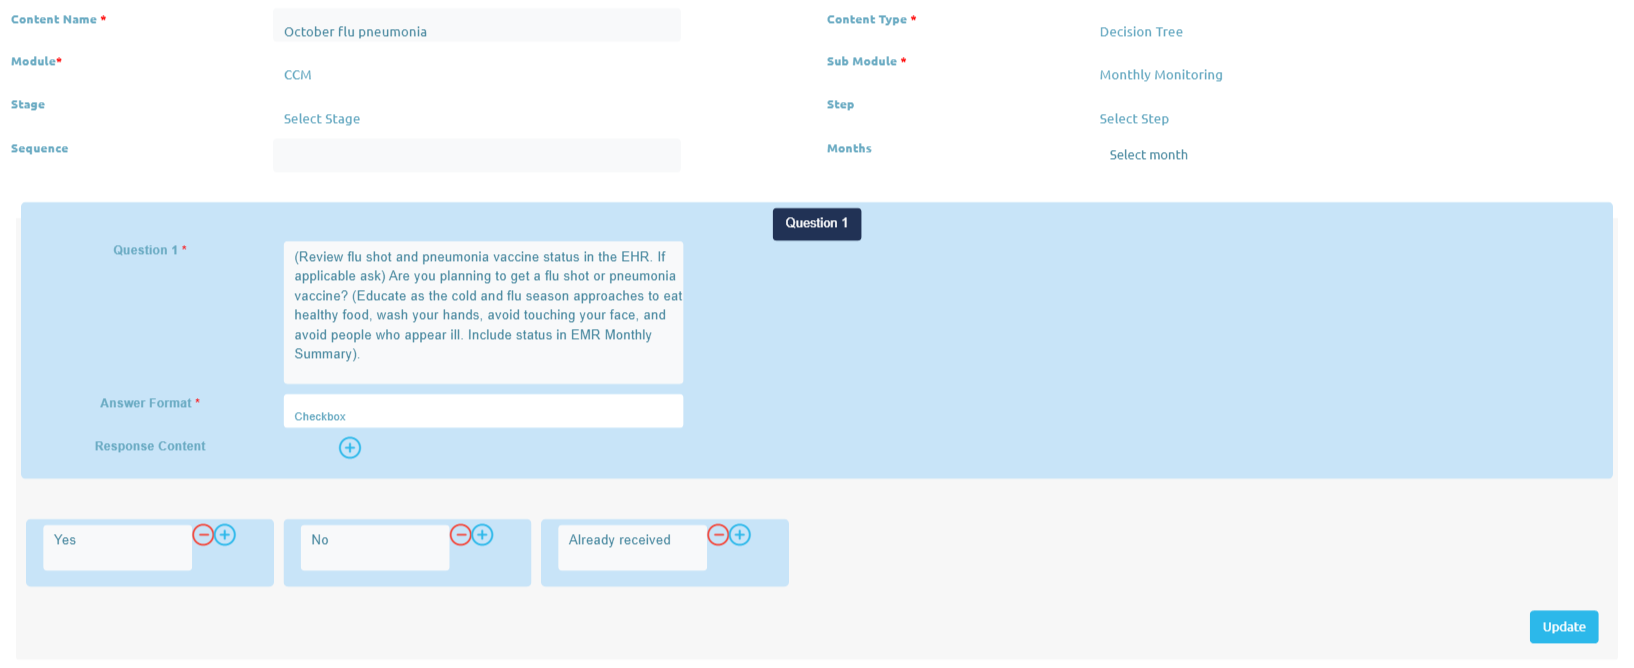 Content Name *
October flu pneumonia
Content Type *
Decision Tree
Module*
CCM
Sub Module *
Monthly Monitoring
Stage
Select Stage
Step
Select Step
Sequence
Months
Select month
Question 1
Question 1 *
(Review flu shot and pneumonia vaccine status in the EHR. If
applicable ask) Are you planning to get a flu shot or pneumonia
vaccine? (Educate as the cold and flu season approaches to eat
healthy food, wash your hands, avoid touching your face, and
avoid people who appear ill. Include status in EMR Monthly
Summary).
Answer Format *
Checkbox
Response Content
Yes
No
Already received
Update